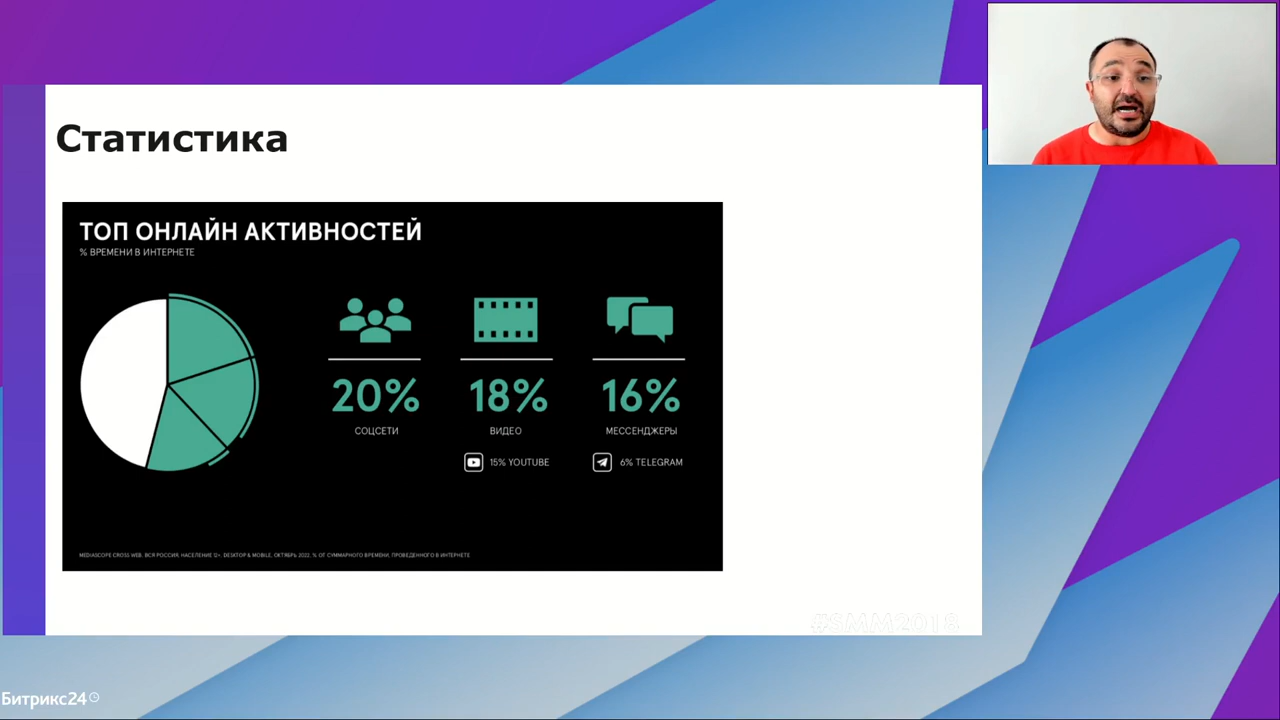 Статистика
ТОП ОНЛАЙН АКТИВНОСТЕЙ
% ВРЕМЕНИ В ИНТЕРНЕТЕ
20%
18%
16%
СОЦСЕТИ
ВИДЕО
МЕССЕНДЖЕРЫ
15% YOUTUBE
6% TELEGRAM
MEDIASCOPE CROSS WEB, ВСЯ РОССИЯ, НАСЕЛЕНИЕ 12+, DESKTOP & MOBILE, ОКТЯБРЬ 2022, % ОТ СУММАРНОГО ВРЕМЕНИ, ПРОВЕДЕННОГО В ИНТЕРНЕТЕ
#SMM2018
Битрикс24